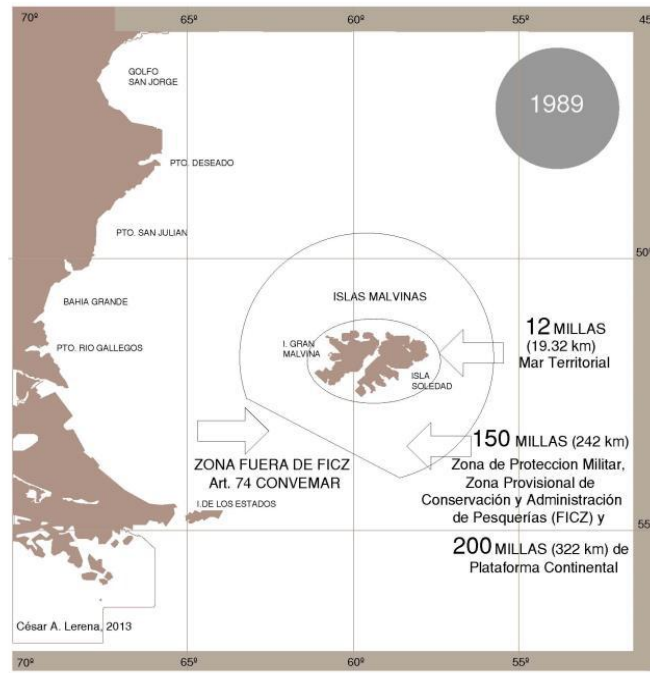 70º 65º 60º 55º 45
1989
GOLFO
SAN JORGE
PTO. DESEADO
PTO. SAN JULIAN
50º
BAHIA GRANDE
PTO. RIO GALLEGOS
ISLAS MALVINAS
I. GRAN
MALVINA
ISLA
SOLEDAD
12 MILLAS
(19.32 km)
Mar Territorial
ZONA FUERA DE FICZ
Art. 74 CONVEMAR
I.DE LOS ESTADOS
150 MILLAS (242 km)
Zona de Proteccion Militar,
Zona Provisional de
Conservación y Administración
de Pesquerías (FICZ) y
55º
200 MILLAS (322 km) de
Plataforma Continental
César A. Lerena, 2013
70º 65º 60º 55º